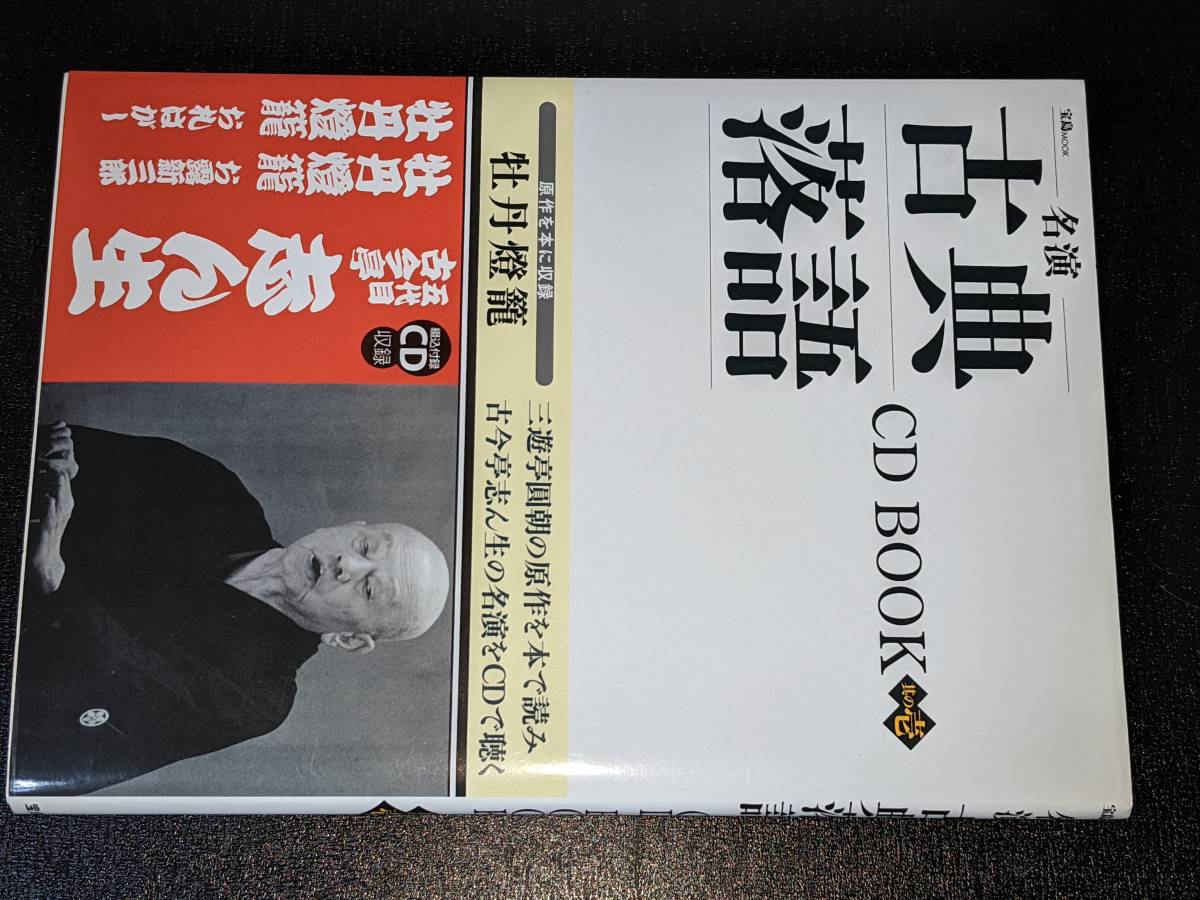 宝島MOOK
名演
古典
落語
CD BOOK
其の壱
原作を本に収録
牡丹燈籠
三遊亭圓朝の原作を本で読み
古今亭志ん生の名演をCDで聴く
牡丹燈籠 お札はがし
牡丹燈籠 お露新三郎
五代目
古今亭
志ん生
綴込付録
CD
収録